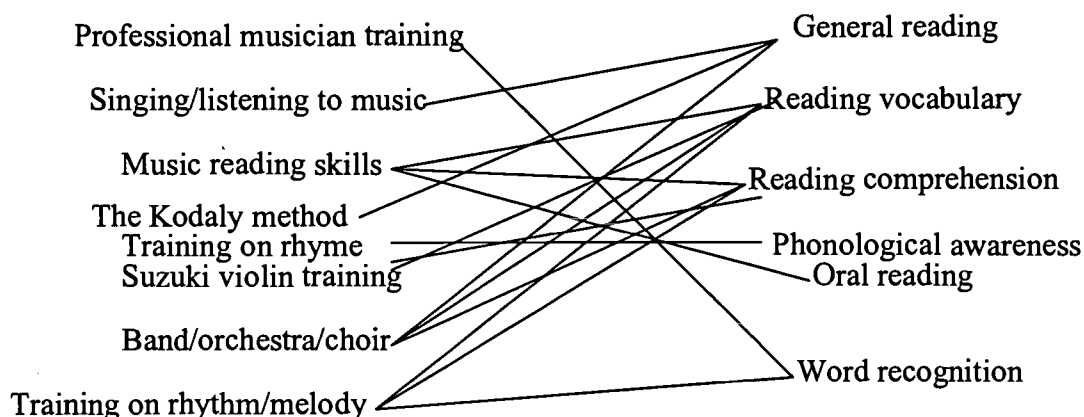 Professional musician training
Singing/listening to music
Music reading skills
The Kodaly method
Training on rhyme
Suzuki violin training
Band/orchestra/choir
Training on rhythm/melody
General reading
Reading vocabulary
Reading comprehension
Phonological awareness
Oral reading
Word recognition